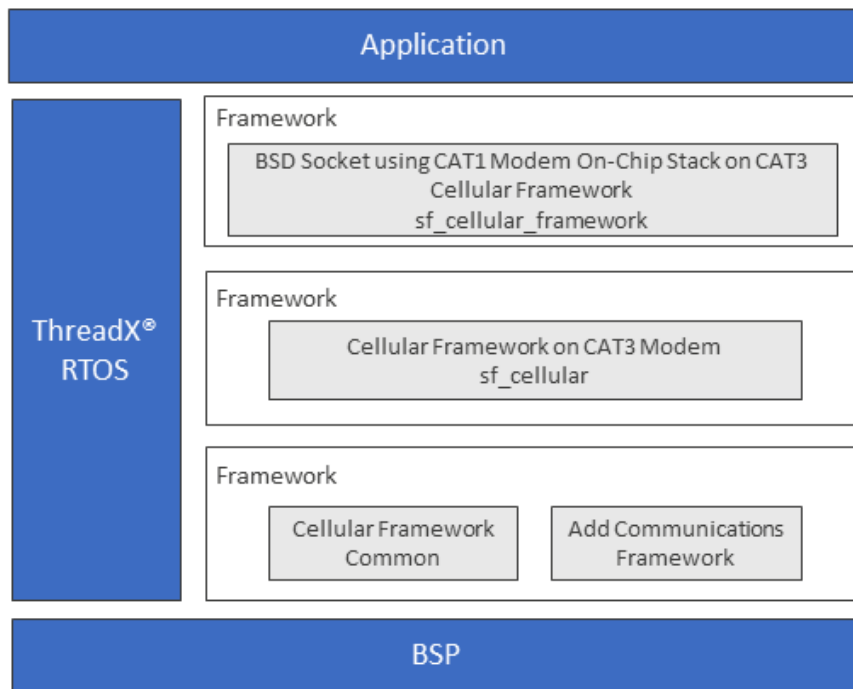 Application
ThreadX®
RTOS
Framework
BSD Socket using CAT1 Modem On-Chip Stack on CAT3
Cellular Framework
sf_cellular_framework
Framework
Cellular Framework on CAT3 Modem
sf_cellular
Framework
Cellular Framework
Common
Add Communications
Framework
BSP